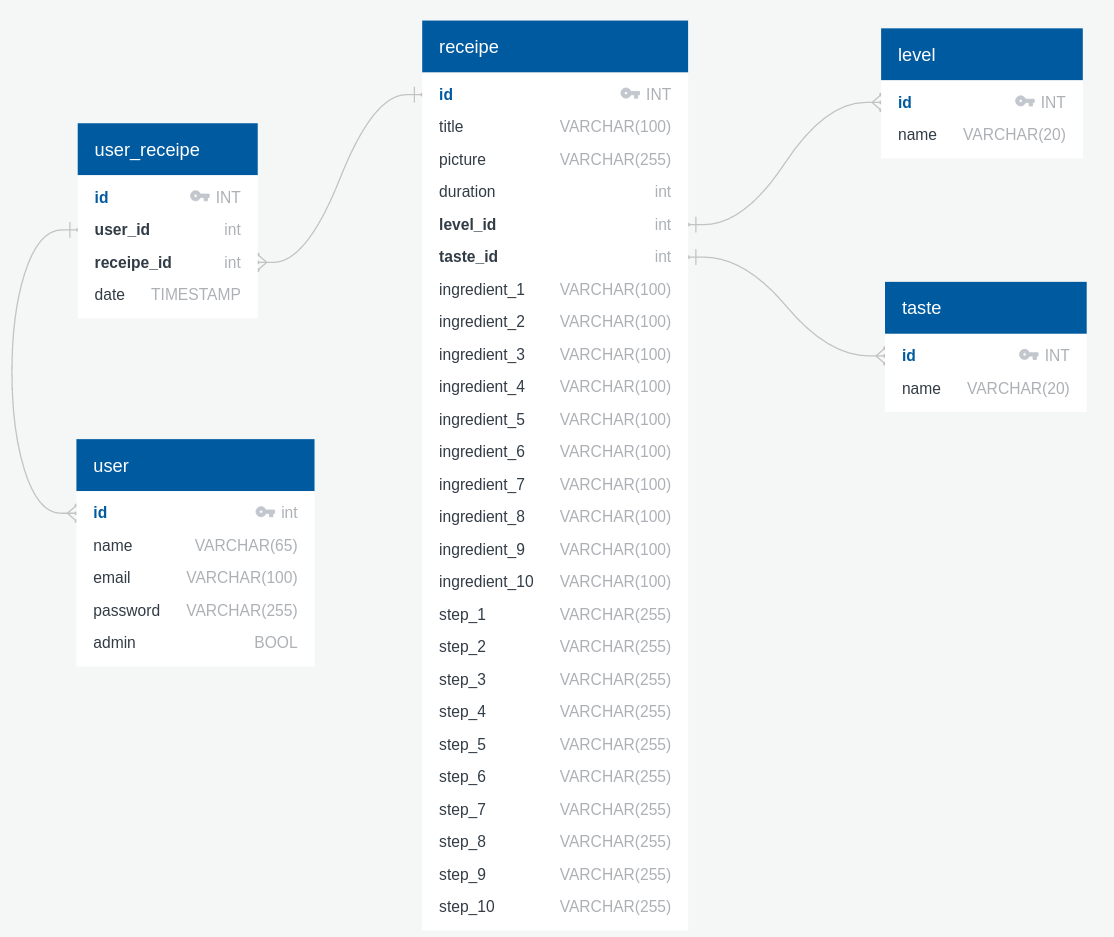 user_receipe
id INT
user_id int
receipe_id int
date TIMESTAMP
user
id int
name VARCHAR(65)
email VARCHAR(100)
password VARCHAR(255)
admin BOOL
receipe
id INT
title VARCHAR(100)
picture VARCHAR(255)
duration int
level_id int
taste_id int
ingredient_1 VARCHAR(100)
ingredient_2 VARCHAR(100)
ingredient_3 VARCHAR(100)
ingredient_4 VARCHAR(100)
ingredient_5 VARCHAR(100)
ingredient_6 VARCHAR(100)
ingredient_7 VARCHAR(100)
ingredient_8 VARCHAR(100)
ingredient_9 VARCHAR(100)
ingredient_10 VARCHAR(100)
step_1 VARCHAR(255)
step_2 VARCHAR(255)
step_3 VARCHAR(255)
step_4 VARCHAR(255)
step_5 VARCHAR(255)
step_6 VARCHAR(255)
step_7 VARCHAR(255)
step_8 VARCHAR(255)
step_9 VARCHAR(255)
step_10 VARCHAR(255)
level
id INT
name VARCHAR(20)
taste
id INT
name VARCHAR(20)